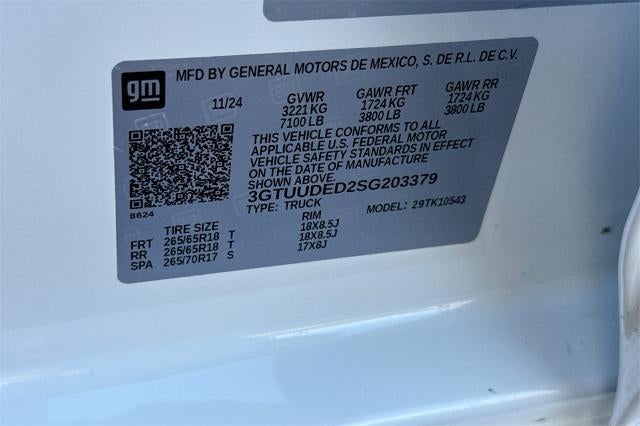 MFD BY GENERAL MOTORS DE MEXICO, S. DE R.L. DE C.V.
gm
11/24 GVWR GAWR FRT GAWR RR
3221 KG 1724 KG 1724 KG
7100 LB 3800 LB 3800 LB
THIS VEHICLE CONFORMS TO ALL
APPLICABLE U.S. FEDERAL MOTOR
VEHICLE SAFETY STANDARDS IN EFFECT
ON THE DATE OF MANUFACTURE
SHOWN ABOVE.
3GTUUDED2SG203379
TYPE: TRUCK MODEL: 29TK10543
8624
TIRE SIZE RIM
FRT 265/65R18 T 18X8.5J
RR 265/65R18 T 18X8.5J
SPA 265/70R17 S 17X8J